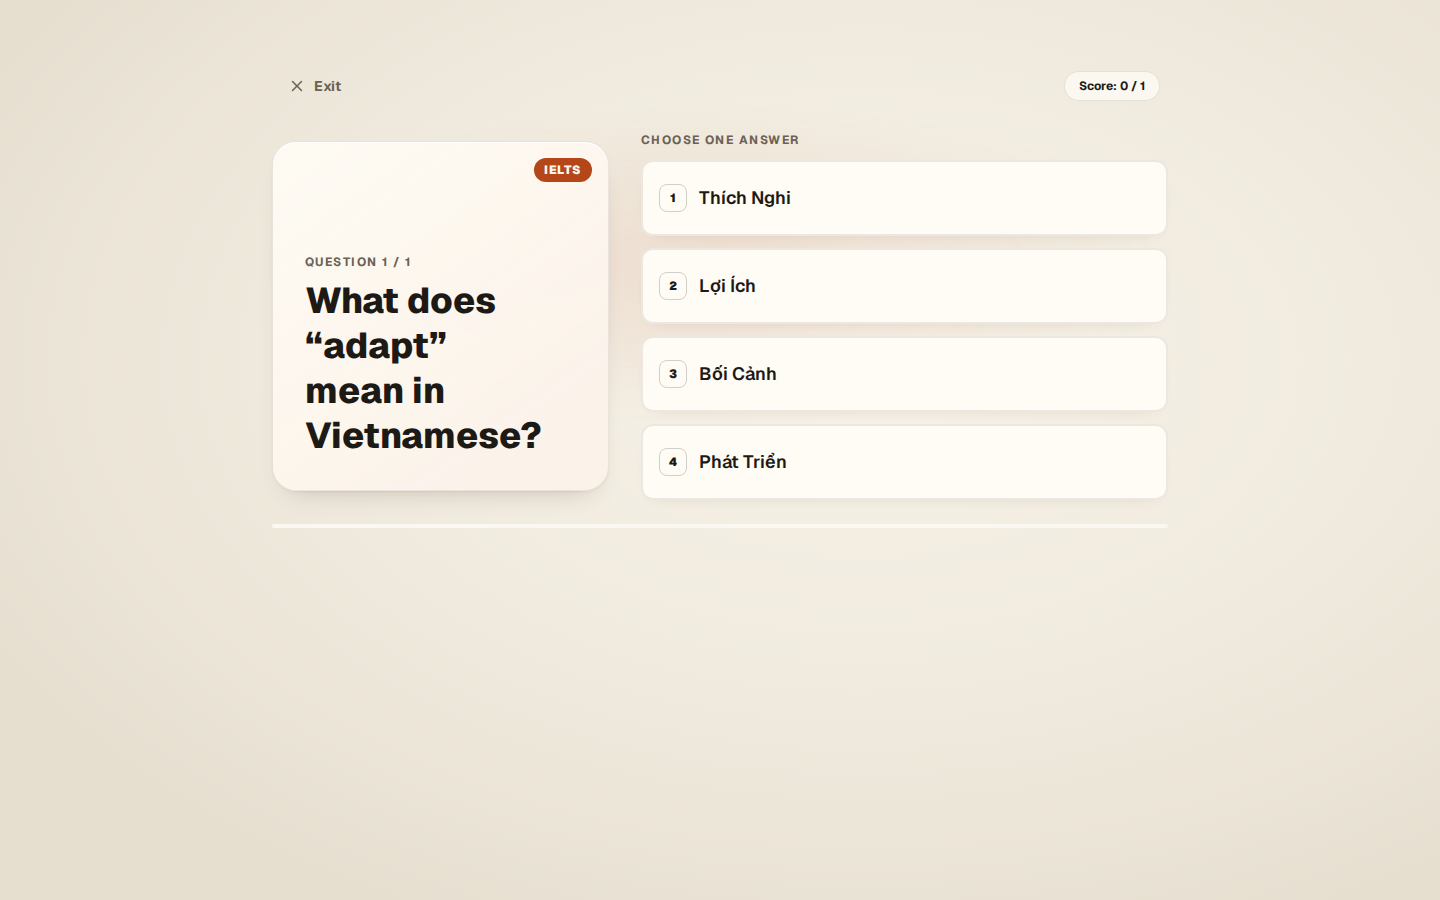 Exit
Score: 0 / 1
IELTS
QUESTION 1 / 1
What does
“adapt”
mean in
Vietnamese?
CHOOSE ONE ANSWER
1 Thích Nghi
2 Lợi Ích
3 Bối Cảnh
4 Phát Triển